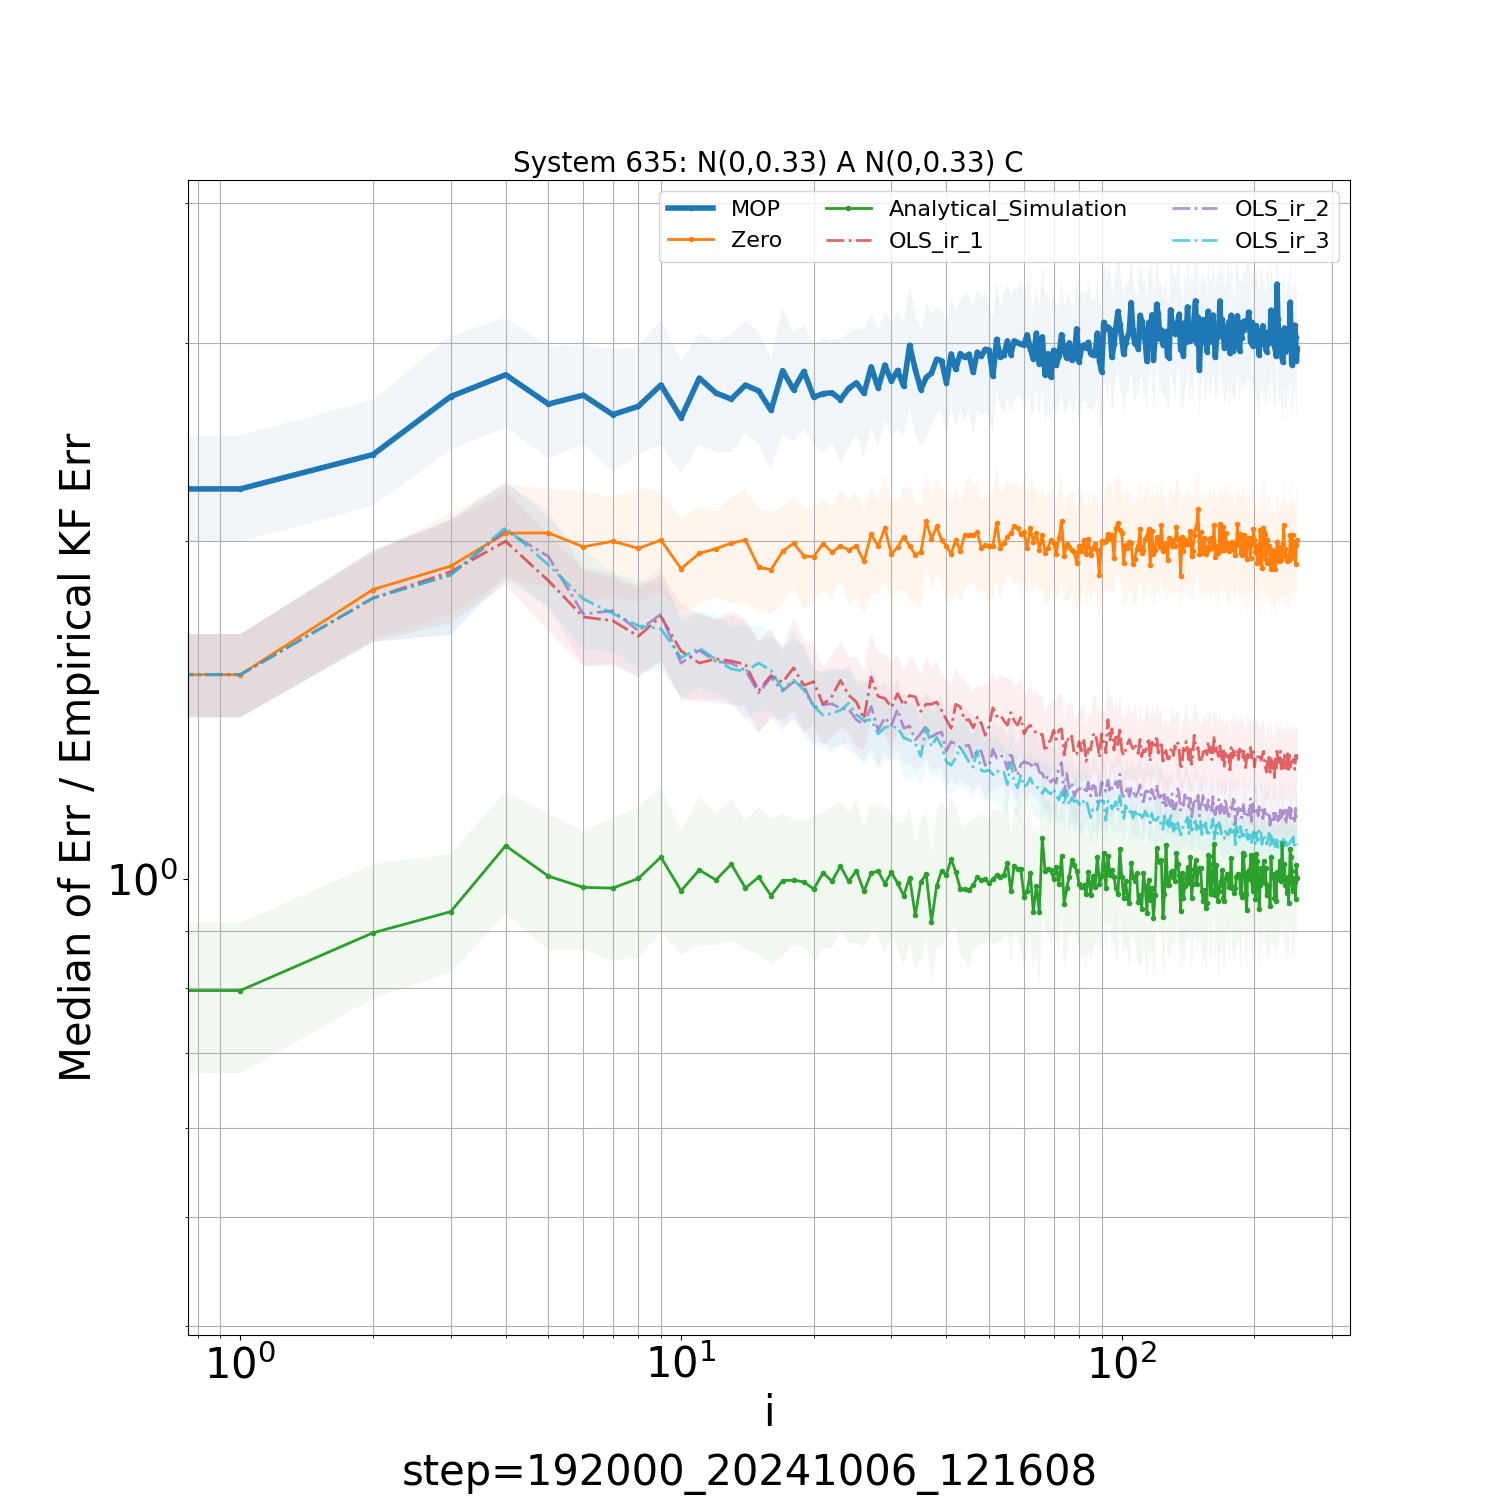 System 635: N(0,0.33) A N(0,0.33) C
MOP
Zero
Analytical_Simulation
OLS_ir_1
OLS_ir_2
OLS_ir_3
Median of Err / Empirical KF Err
10⁰
10⁰ 10¹ 10²
i
step=192000_20241006_121608